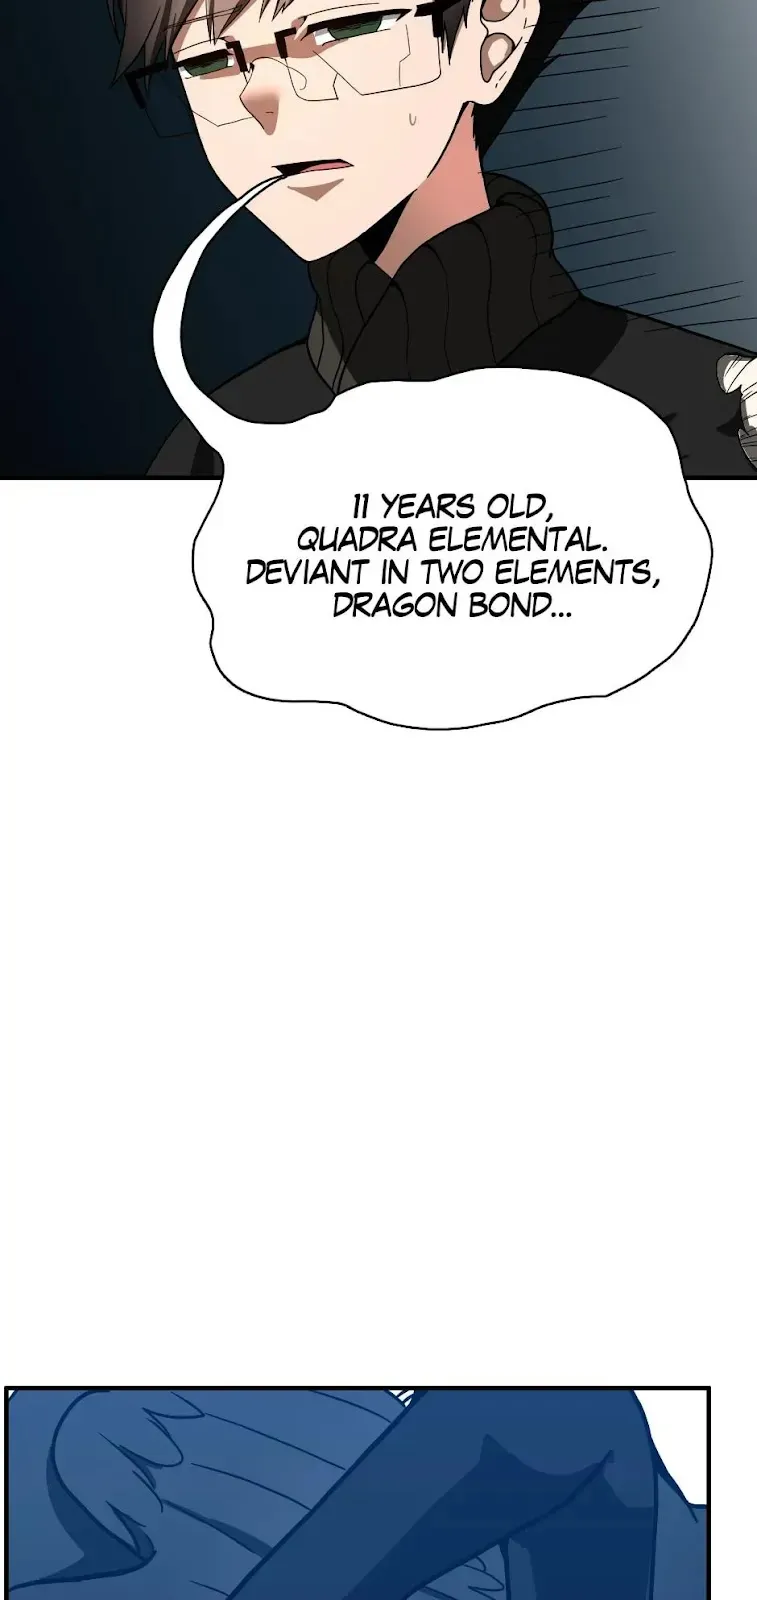 11 YEARS OLD,
QUADRA ELEMENTAL.
DEVIANT IN TWO ELEMENTS,
DRAGON BOND...